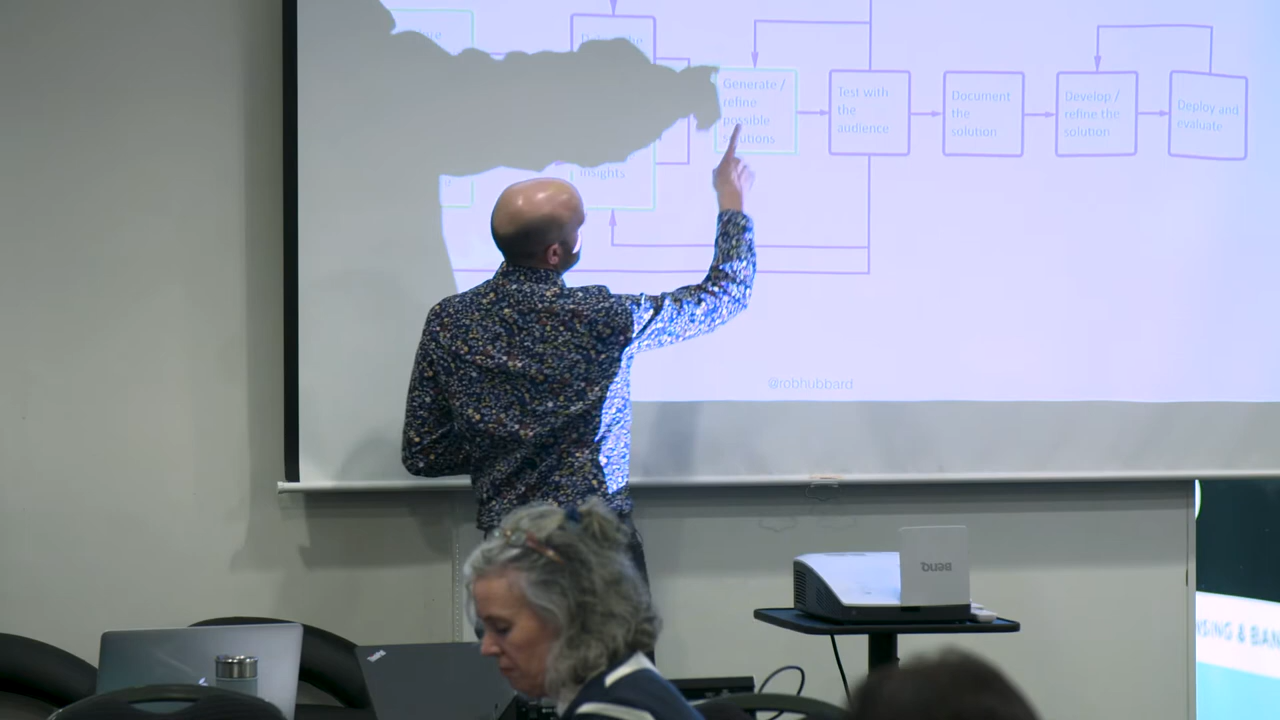 Generate /
refine
possible
solutions
Test with
the
audience
Document
the
solution
Develop /
refine the
solution
Deploy and
evaluate
insights
@robhubbard
BenQ